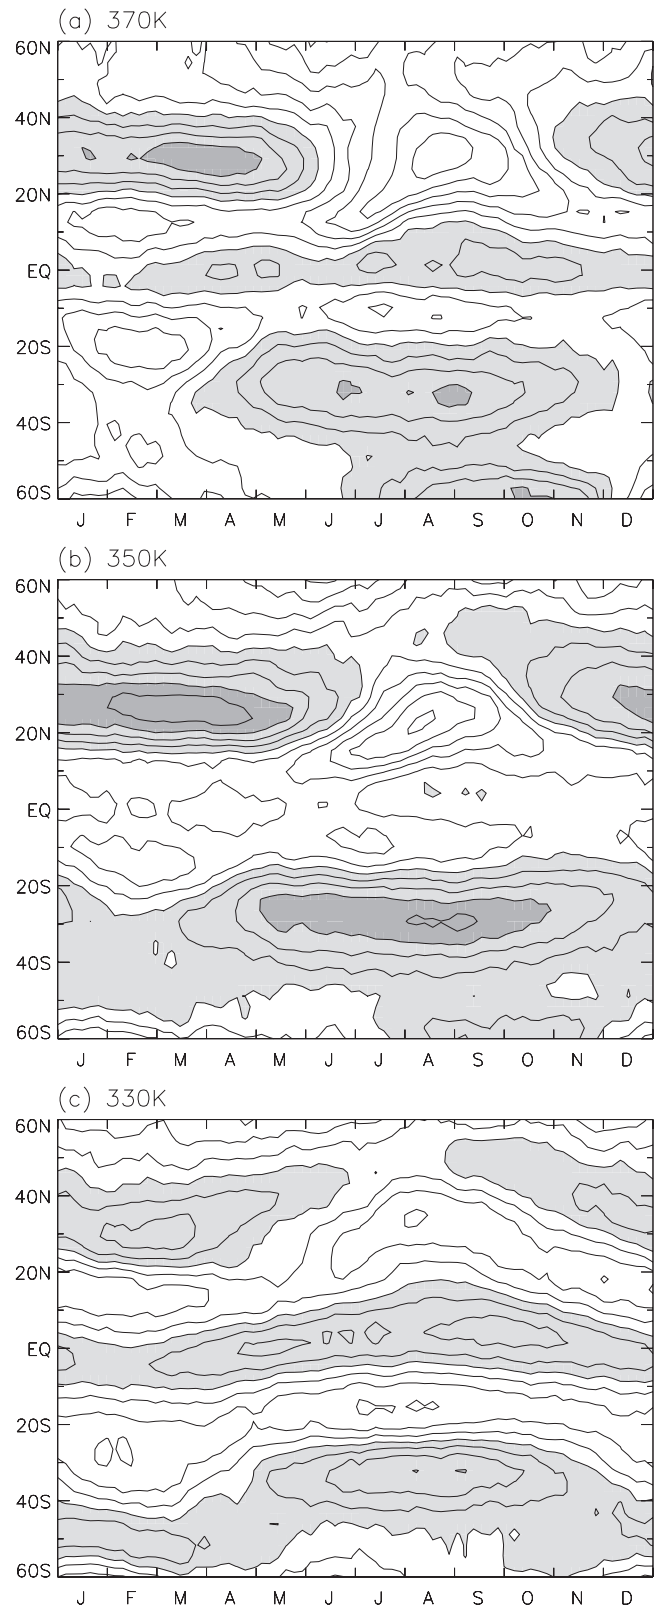 (a) 370K
60N
40N
20N
EQ
20S
40S
60S
J F M A M J J A S O N D
(b) 350K
60N
40N
20N
EQ
20S
40S
60S
J F M A M J J A S O N D
(c) 330K
60N
40N
20N
EQ
20S
40S
60S
J F M A M J J A S O N D